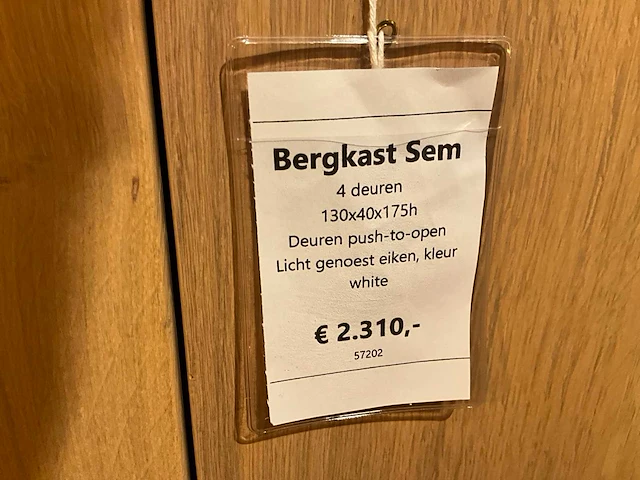 Bergkast Sem
4 deuren
130x40x175h
Deuren push-to-open
Licht genoest eiken, kleur
white
€ 2.310,-
57202